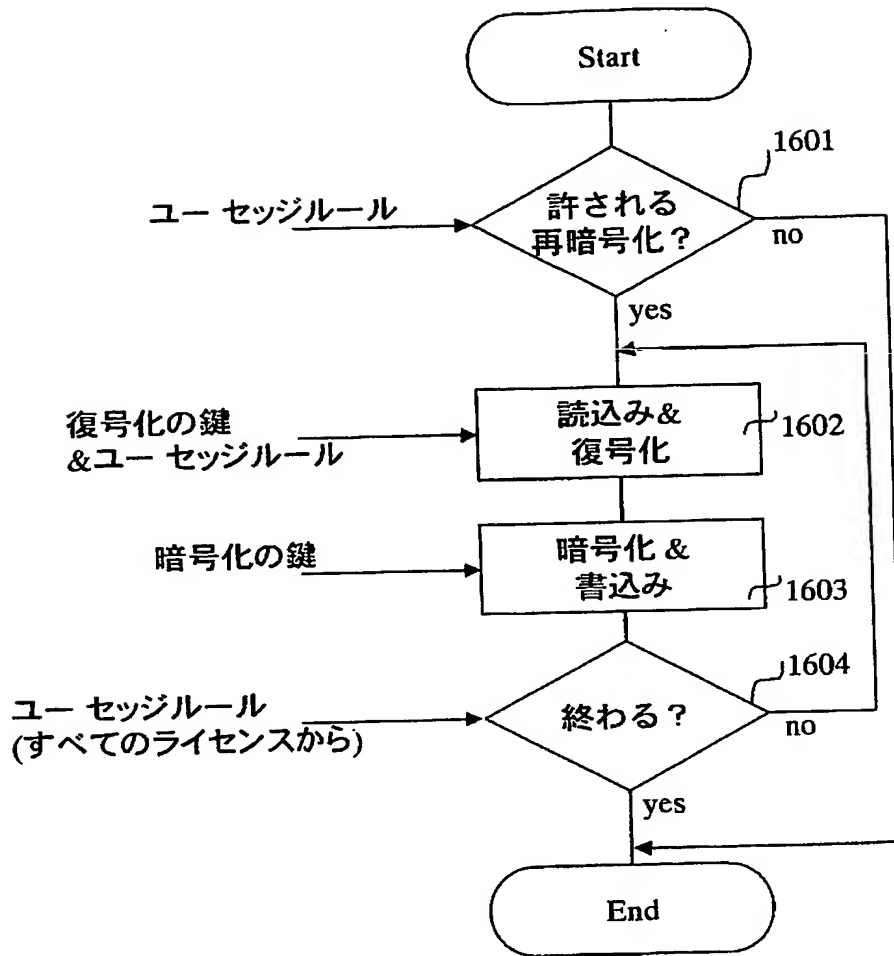 Start
1601
ユー セッジルール
許される
再暗号化？
no
yes
復号化の鍵
&ユー セッジルール
読込み&
復号化
1602
暗号化の鍵
暗号化 &
書込み
1603
1604
ユー セッジルール
(すべてのライセンスから)
終わる？
no
yes
End